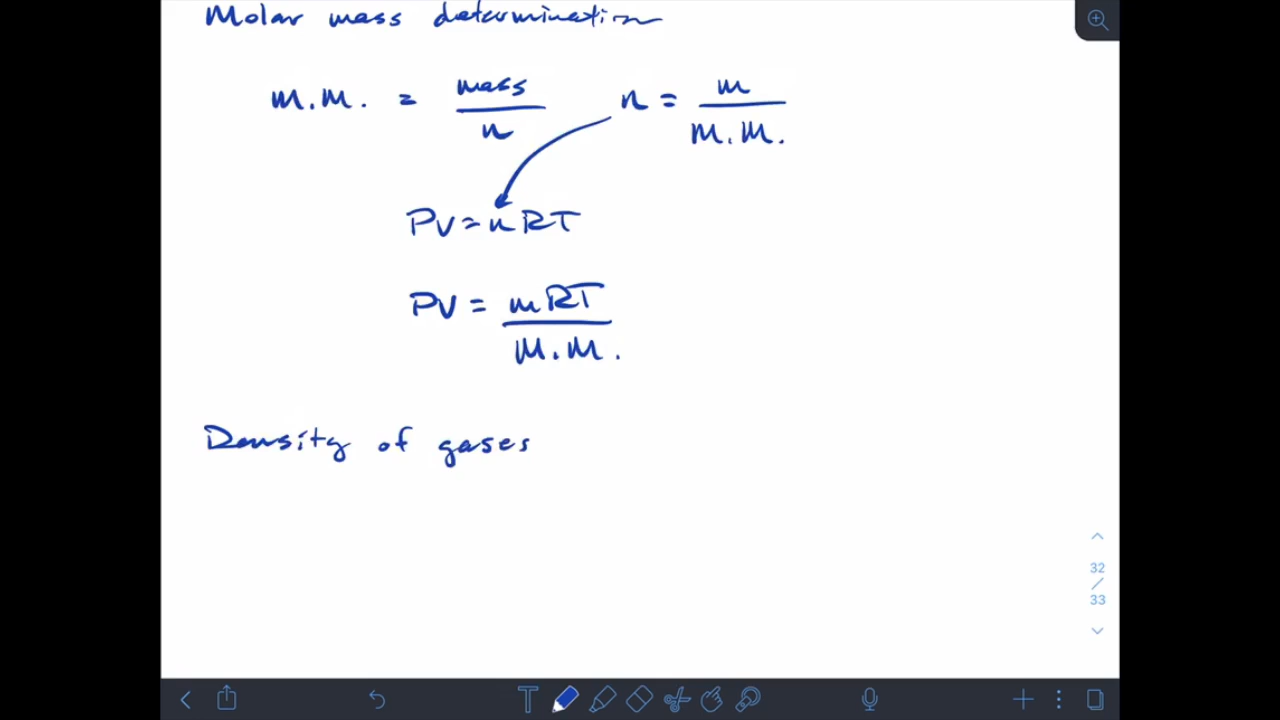 Molar mass determination
M.M. = mass / n    n = m / M.M.
PV = nRT
PV = mRT / M.M.
Density of gases
32
/
33
T